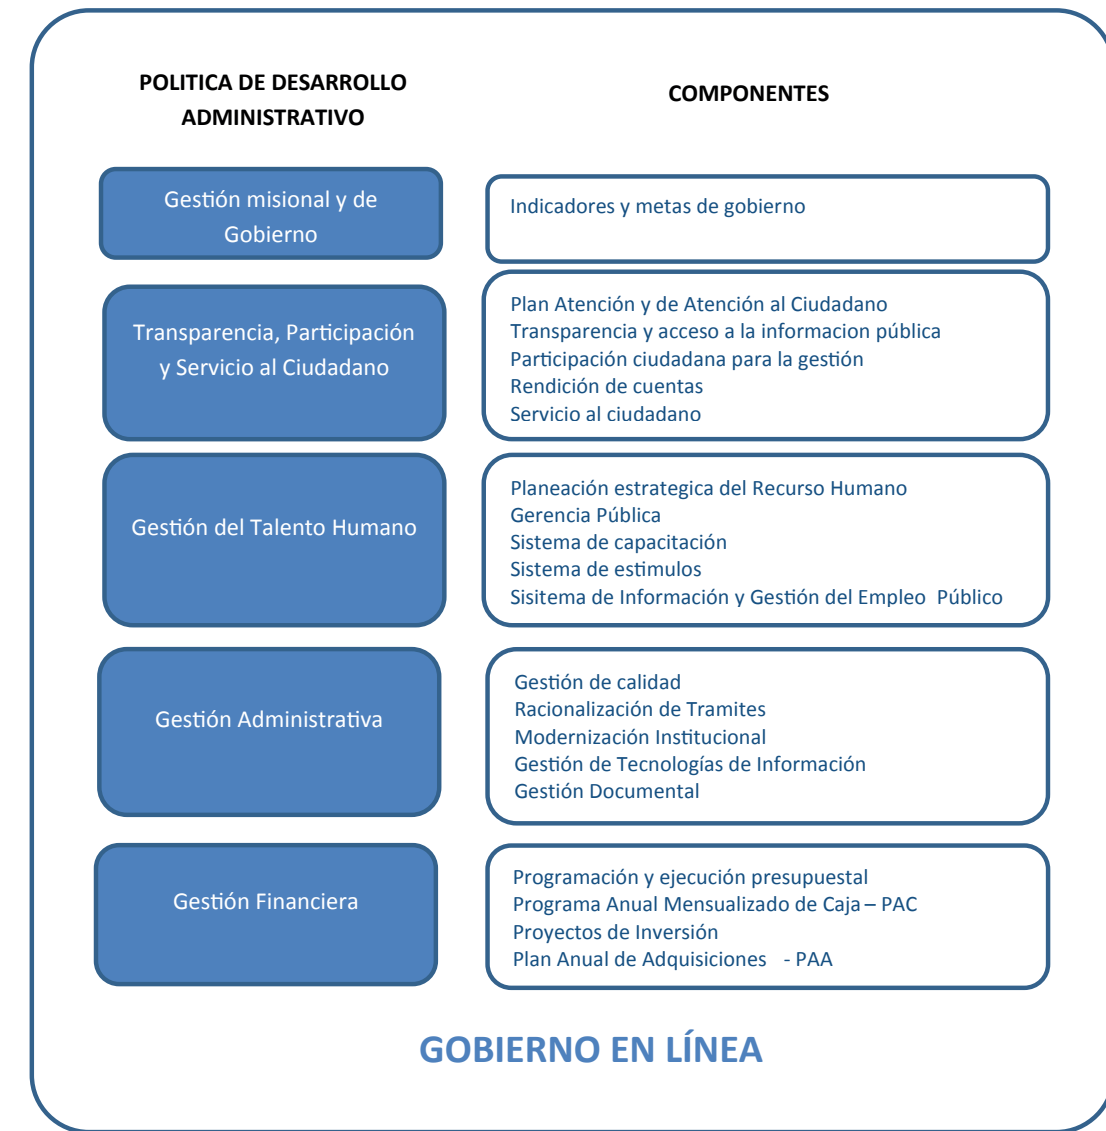 POLITICA DE DESARROLLO
ADMINISTRATIVO
COMPONENTES
Gestión misional y de
Gobierno
Indicadores y metas de gobierno
Transparencia, Participación
y Servicio al Ciudadano
Plan Atención y de Atención al Ciudadano
Transparencia y acceso a la informacion pública
Participación ciudadana para la gestión
Rendición de cuentas
Servicio al ciudadano
Gestión del Talento Humano
Planeación estrategica del Recurso Humano
Gerencia Pública
Sistema de capacitación
Sistema de estimulos
Sisitema de Información y Gestión del Empleo Público
Gestión Administrativa
Gestión de calidad
Racionalización de Tramites
Modernización Institucional
Gestión de Tecnologías de Información
Gestión Documental
Gestión Financiera
Programación y ejecución presupuestal
Programa Anual Mensualizado de Caja – PAC
Proyectos de Inversión
Plan Anual de Adquisiciones - PAA
GOBIERNO EN LÍNEA